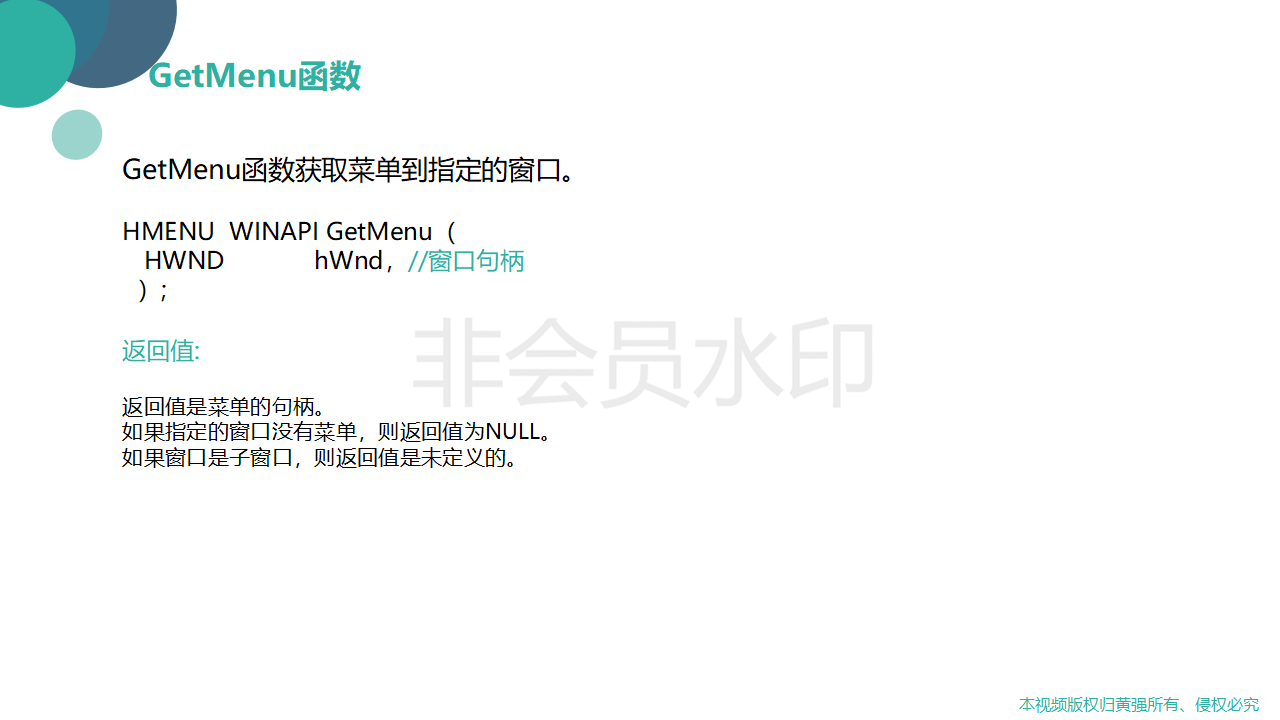 GetMenu函数
GetMenu函数获取菜单到指定的窗口。
HMENU  WINAPI GetMenu（
HWND            hWnd，//窗口句柄
）；
非会员水印
返回值:
返回值是菜单的句柄。
如果指定的窗口没有菜单，则返回值为NULL。
如果窗口是子窗口，则返回值是未定义的。
本视频版权归黄强所有、侵权必究